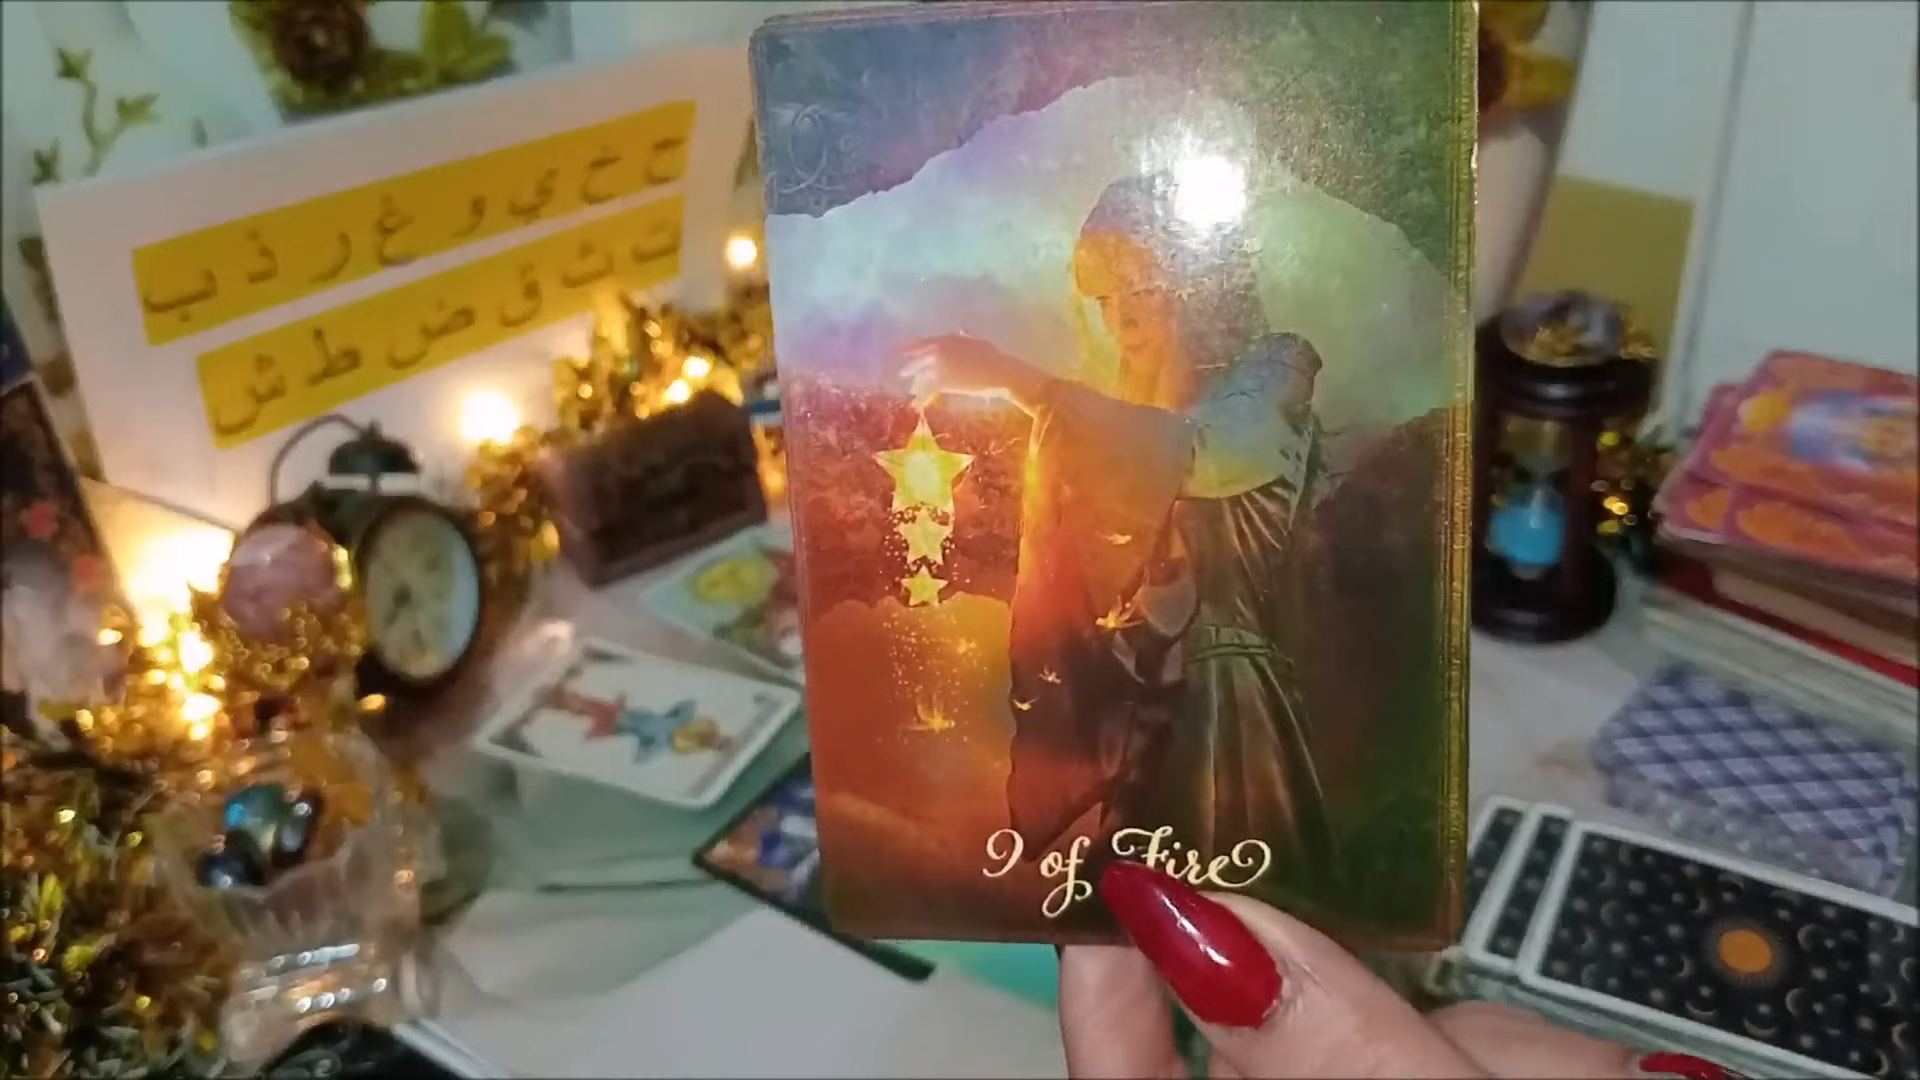 ح خ ي و غ ر ذ ب
ت ث ق ض ط ش
9 of Fire